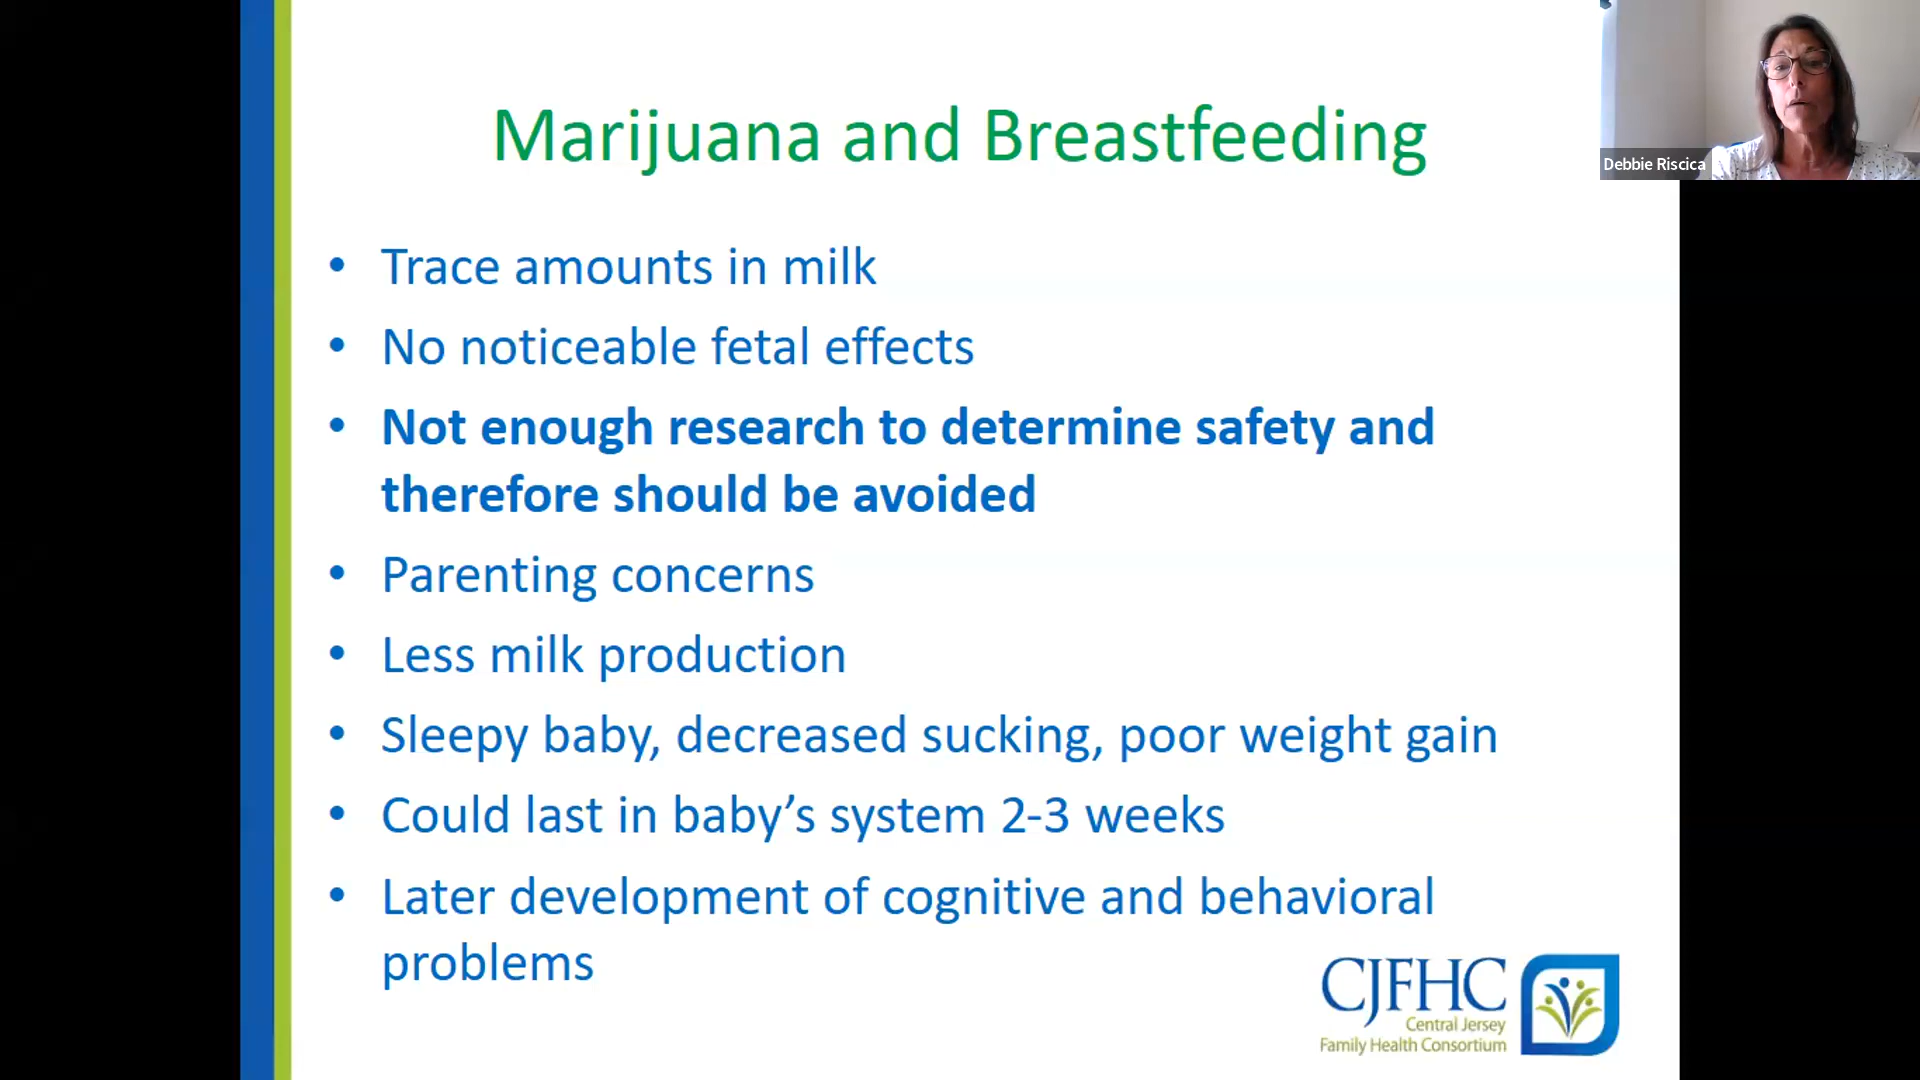 Marijuana and Breastfeeding
Debbie Riscica
• Trace amounts in milk
• No noticeable fetal effects
• Not enough research to determine safety and
therefore should be avoided
• Parenting concerns
• Less milk production
• Sleepy baby, decreased sucking, poor weight gain
• Could last in baby’s system 2-3 weeks
• Later development of cognitive and behavioral
problems
CJFHC
Central Jersey
Family Health Consortium